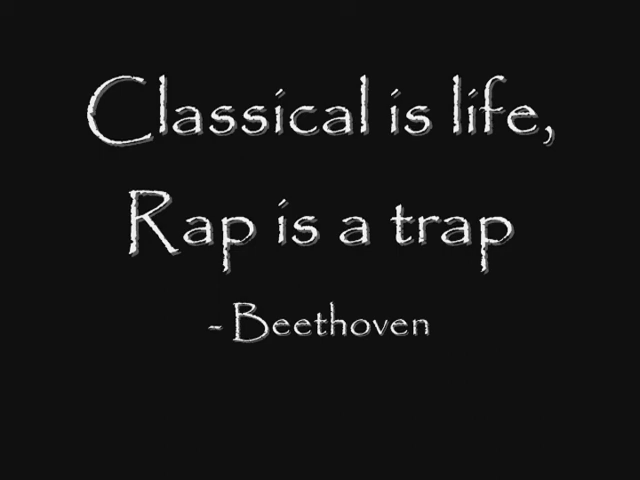 Classical is life,
Rap is a trap
- Beethoven